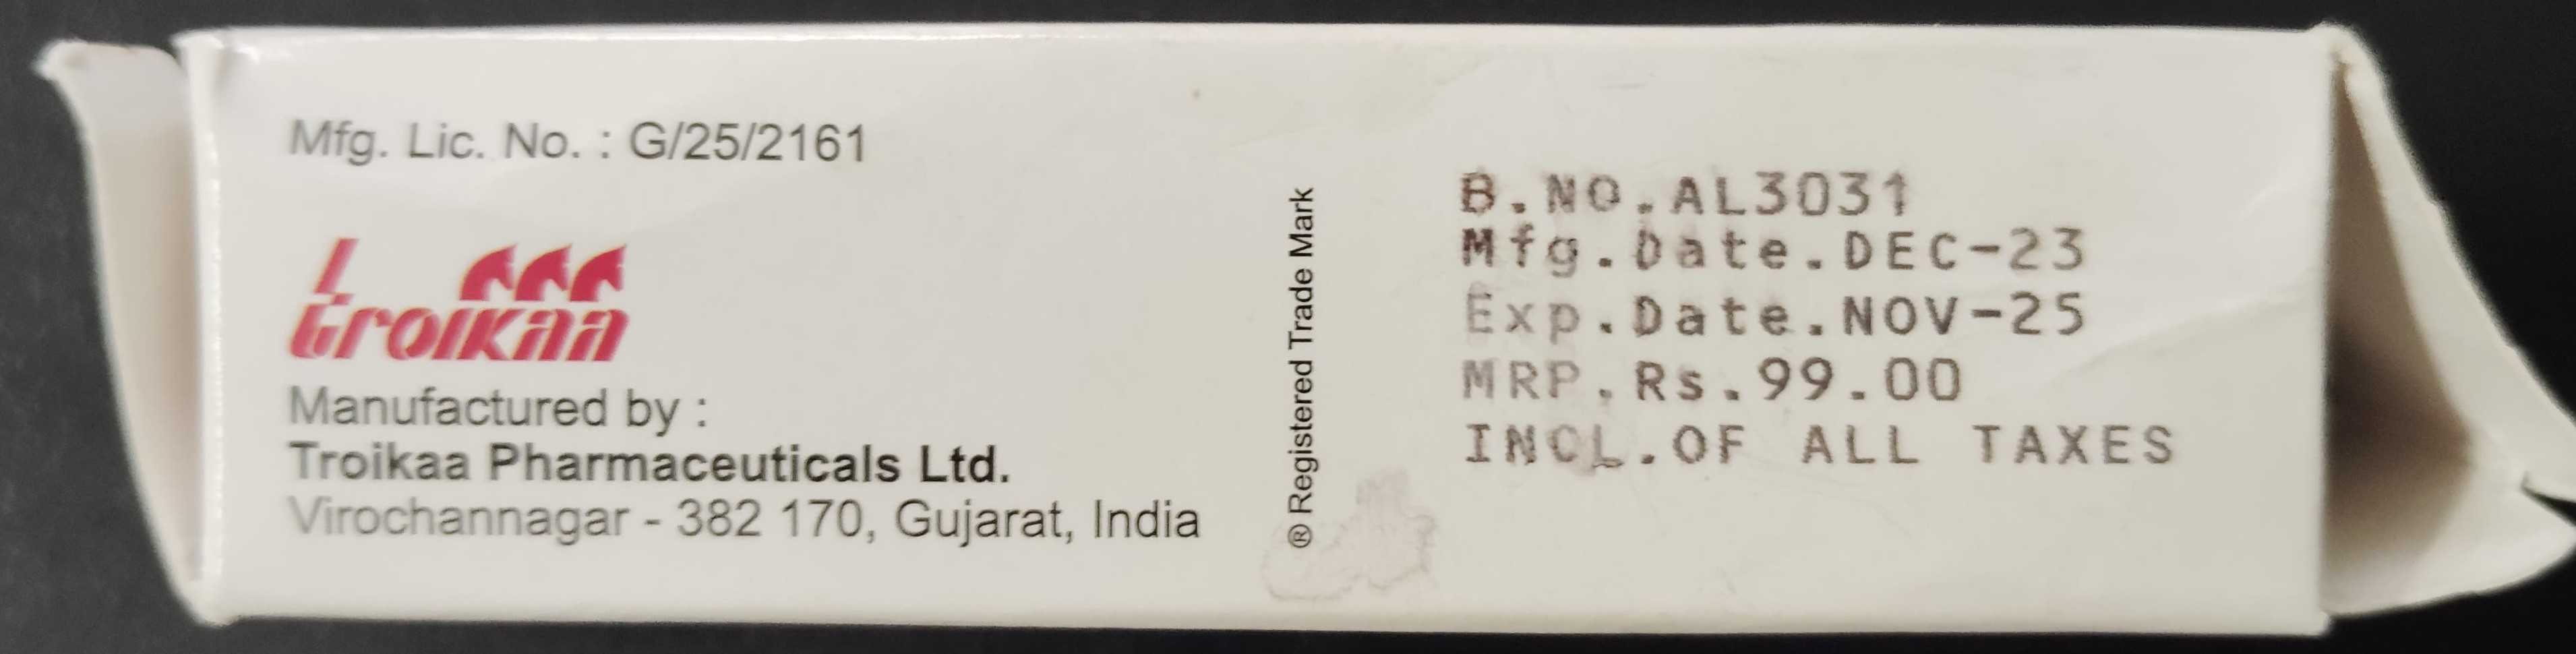 Mfg. Lic. No. : G/25/2161
troikaa
Manufactured by :
Troikaa Pharmaceuticals Ltd.
Virochannagar - 382 170, Gujarat, India
® Registered Trade Mark
B.NO.AL3031
Mfg.Date.DEC-23
Exp.Date.NOV-25
MRP.Rs.99.00
INCL.OF ALL TAXES